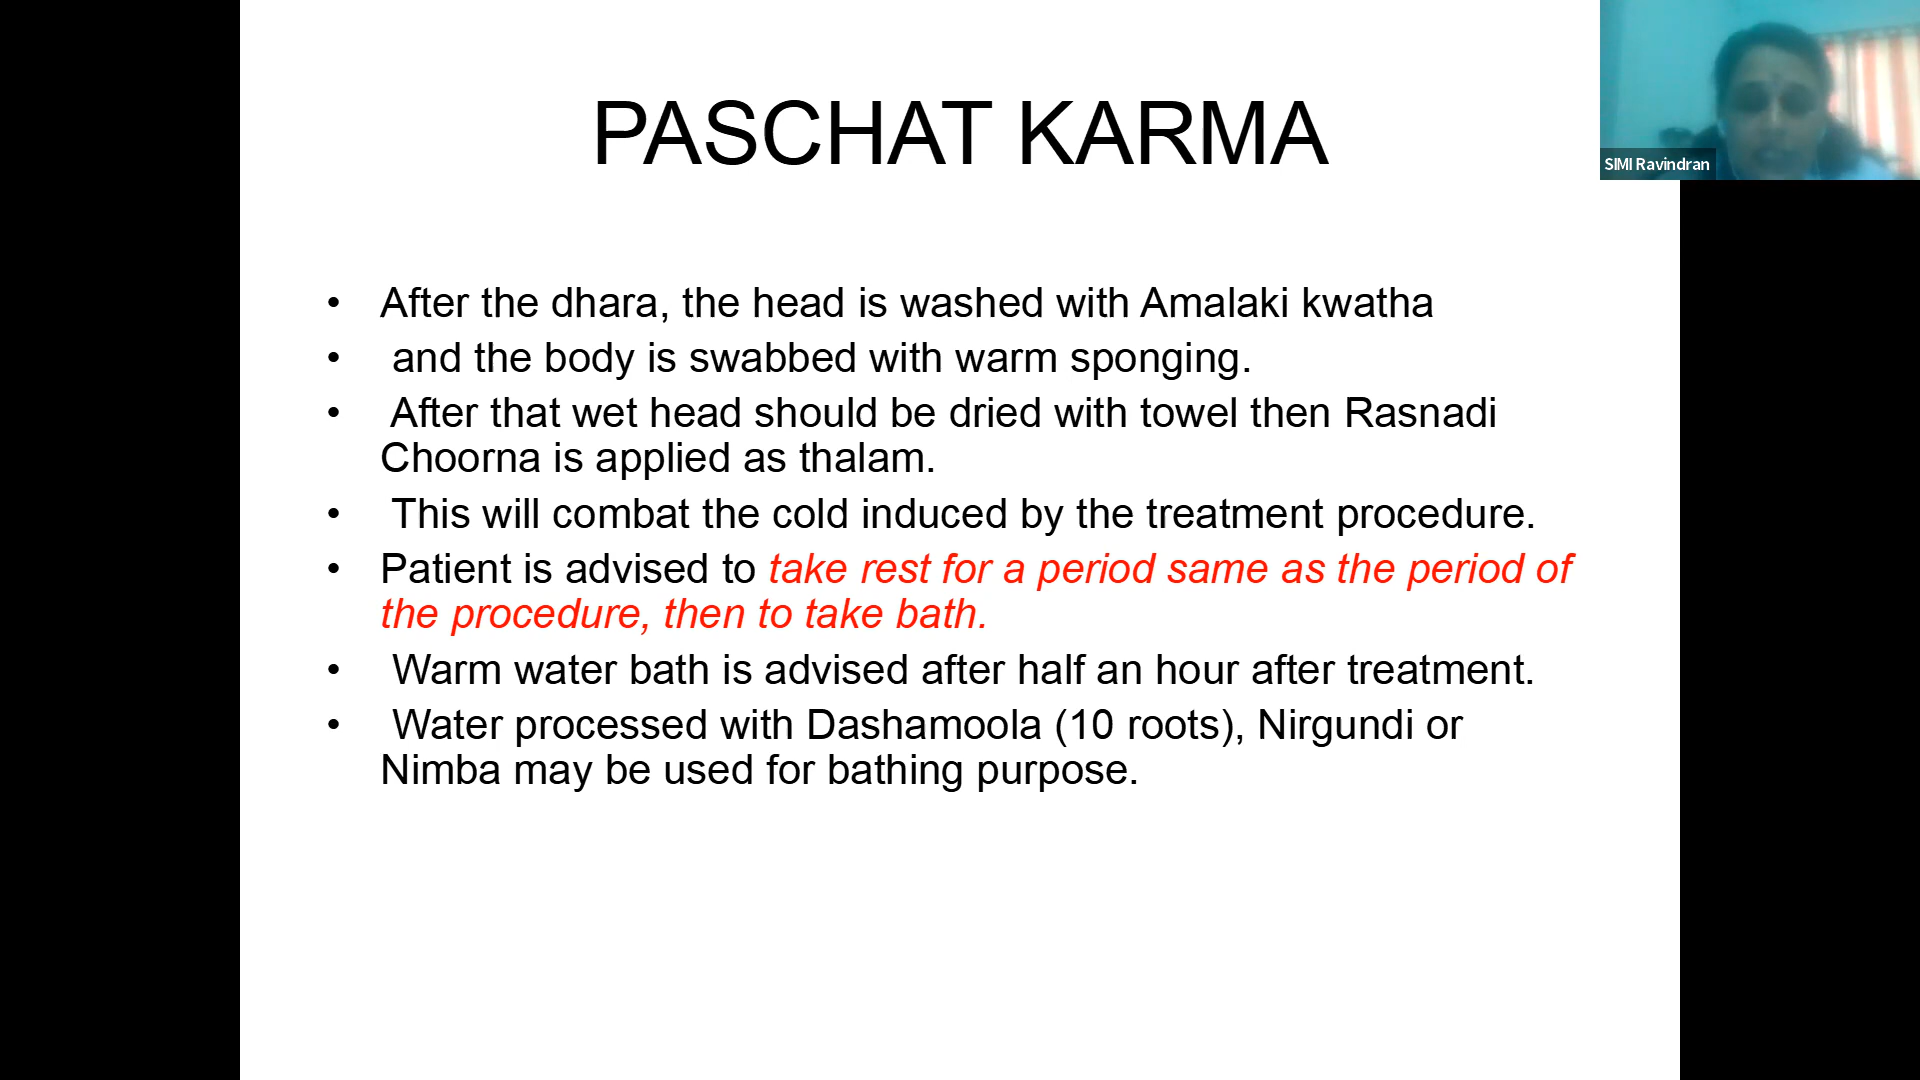 PASCHAT KARMA
SIMI Ravindran
• After the dhara, the head is washed with Amalaki kwatha
• and the body is swabbed with warm sponging.
• After that wet head should be dried with towel then Rasnadi
Choorna is applied as thalam.
• This will combat the cold induced by the treatment procedure.
• Patient is advised to take rest for a period same as the period of
the procedure, then to take bath.
• Warm water bath is advised after half an hour after treatment.
• Water processed with Dashamoola (10 roots), Nirgundi or
Nimba may be used for bathing purpose.